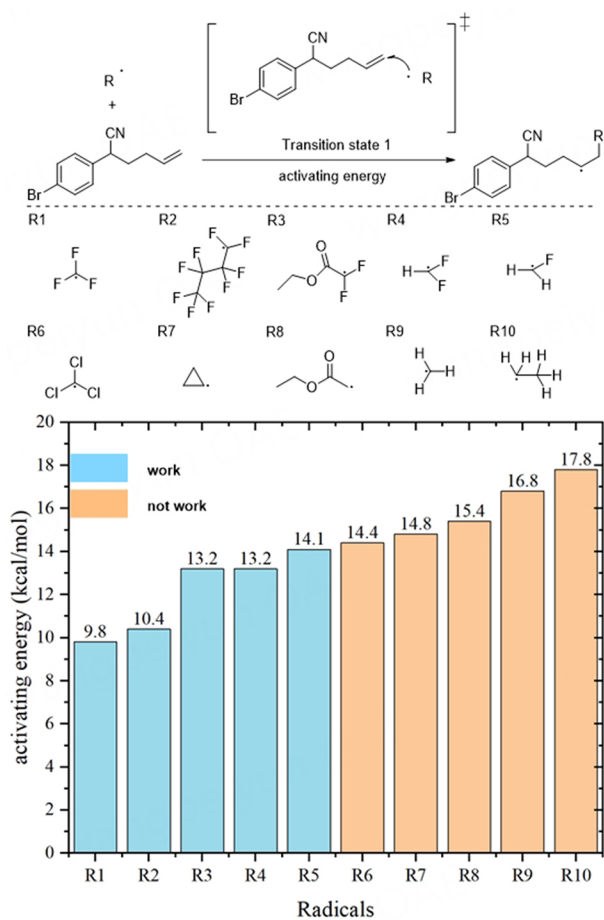 CN
‡
R·
+
Br
· R
CN
Br
Transition state 1
activating energy
R
CN
Br
R1 R2 R3 R4 R5
F F F
F F F F F F F F F
O O F F
H F F
H F H
R6 R7 R8 R9 R10
Cl Cl Cl
O O
H H H
H H H H H
20
18
16
14
12
10
8
6
4
2
0
activating energy (kcal/mol)
work
not work
9.8
10.4
13.2
13.2
14.1
14.4
14.8
15.4
16.8
17.8
R1 R2 R3 R4 R5 R6 R7 R8 R9 R10
Radicals